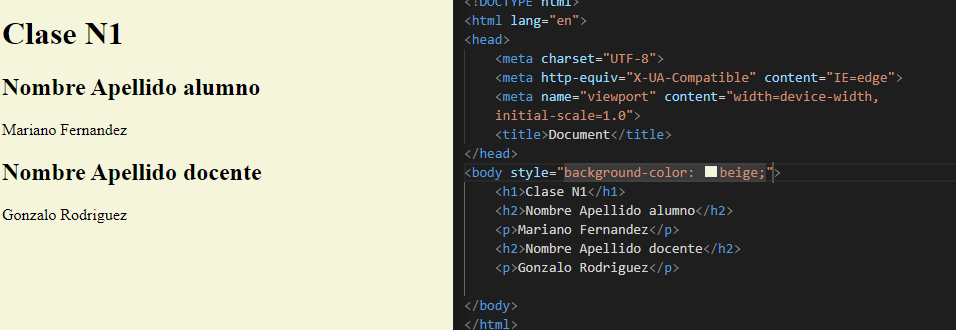 Clase N1
Nombre Apellido alumno
Mariano Fernandez
Nombre Apellido docente
Gonzalo Rodriguez
<!DOCTYPE html>
<html lang="en">
<head>
    <meta charset="UTF-8">
    <meta http-equiv="X-UA-Compatible" content="IE=edge">
    <meta name="viewport" content="width=device-width,
    initial-scale=1.0">
    <title>Document</title>
</head>
<body style="background-color: beige;">
    <h1>Clase N1</h1>
    <h2>Nombre Apellido alumno</h2>
    <p>Mariano Fernandez</p>
    <h2>Nombre Apellido docente</h2>
    <p>Gonzalo Rodriguez</p>
</body>
</html>